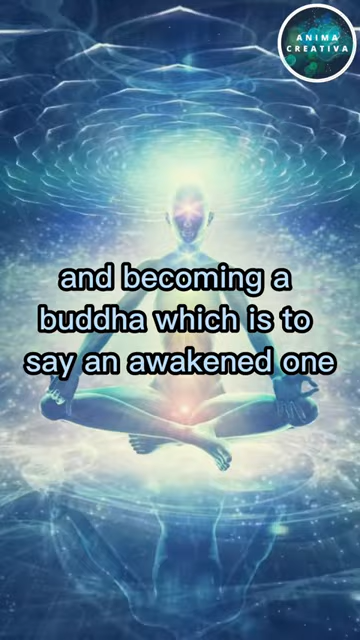 ANIMA
CREATIVA
and becoming a
buddha which is to
say an awakened one